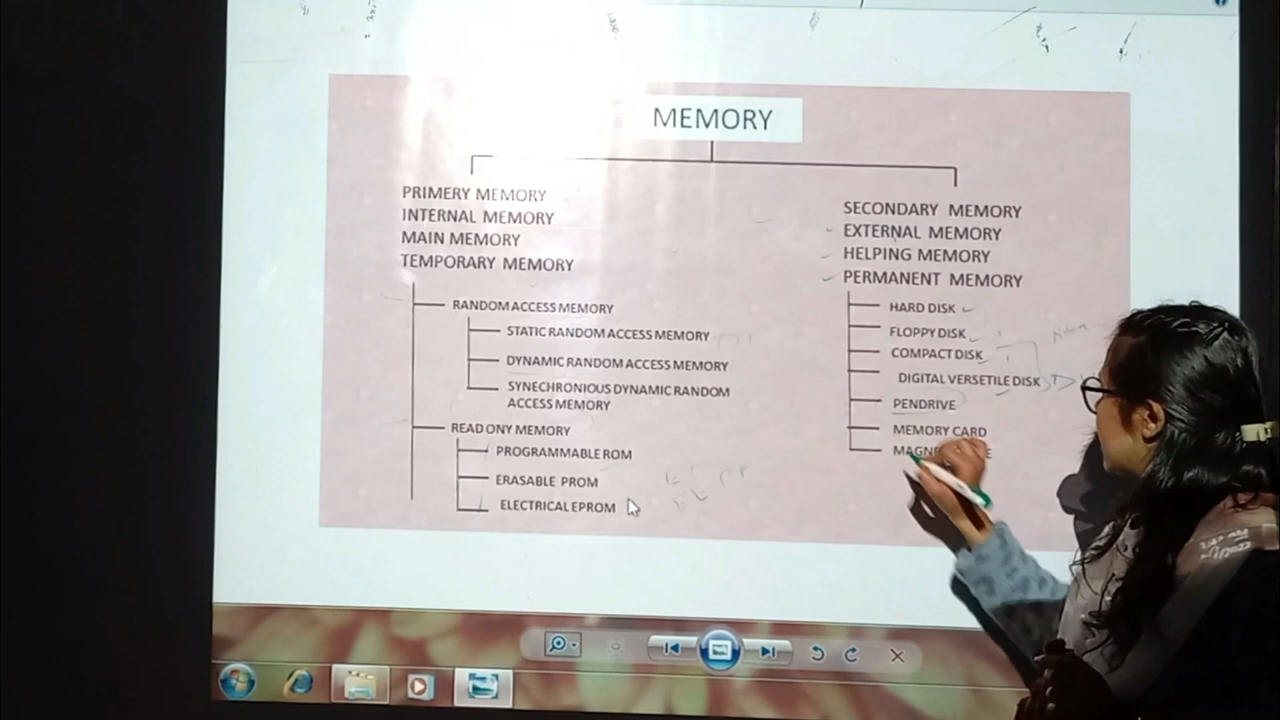 MEMORY
PRIMERY MEMORY
INTERNAL MEMORY
MAIN MEMORY
TEMPORARY MEMORY
RANDOM ACCESS MEMORY
STATIC RANDOM ACCESS MEMORY
DYNAMIC RANDOM ACCESS MEMORY
SYNECHRONIOUS DYNAMIC RANDOM
ACCESS MEMORY
READ ONY MEMORY
PROGRAMMABLE ROM
ERASABLE PROM
ELECTRICAL EPROM
SECONDARY MEMORY
EXTERNAL MEMORY
HELPING MEMORY
PERMANENT MEMORY
HARD DISK
FLOPPY DISK
COMPACT DISK
DIGITAL VERSETILE DISK
PENDRIVE
MEMORY CARD